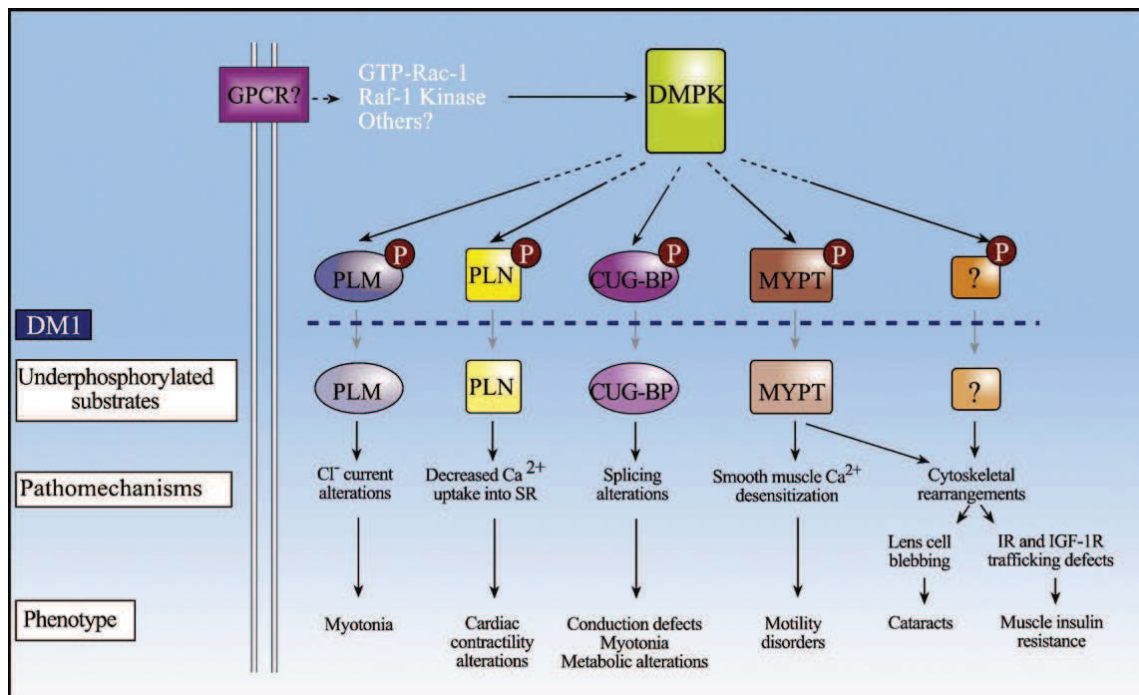 GPCR?
GTP-Rac-1
Raf-1 Kinase
Others?
DMPK
P
P
P
P
P
PLM
PLN
CUG-BP
MYPT
?
DM1
Underphosphorylated
substrates
PLM
PLN
CUG-BP
MYPT
?
Pathomechanisms
Cl⁻ current
alterations
Decreased Ca²⁺
uptake into SR
Splicing
alterations
Smooth muscle Ca²⁺
desensitization
Cytoskeletal
rearrangements
Lens cell
blebbing
IR and IGF-1R
trafficking defects
Phenotype
Myotonia
Cardiac
contractility
alterations
Conduction defects
Myotonia
Metabolic alterations
Motility
disorders
Cataracts
Muscle insulin
resistance